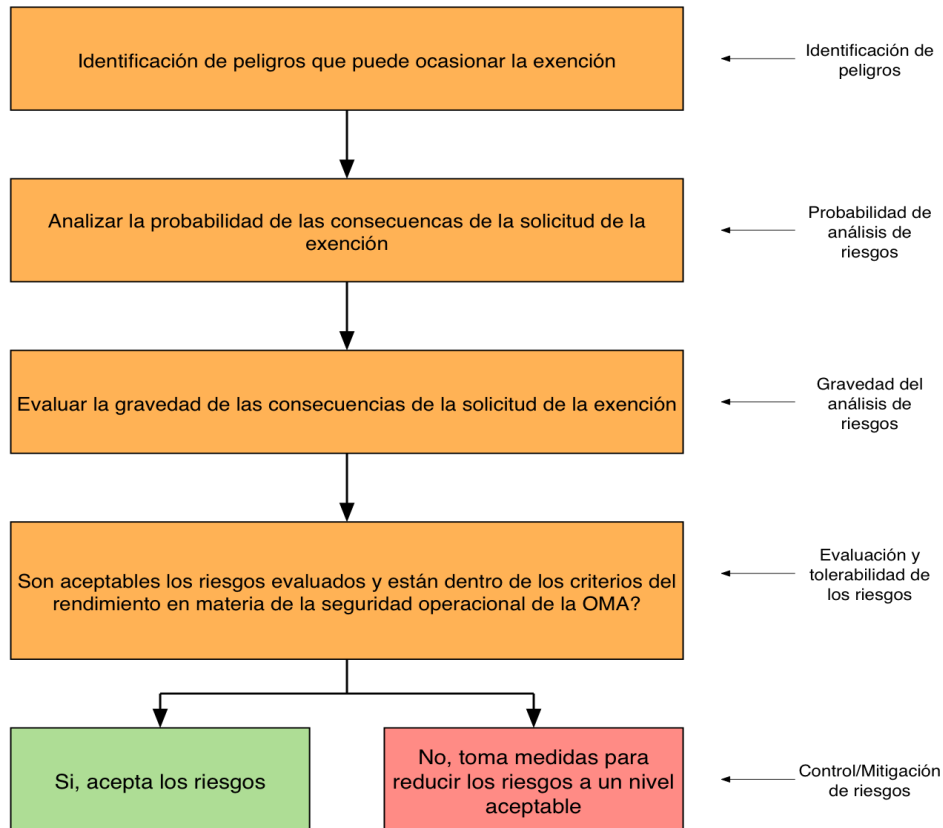 Identificación de peligros que puede ocasionar la exención
Identificación de
peligros
Analizar la probabilidad de las consecuencas de la solicitud de la
exención
Probabilidad de
análisis de
riesgos
Evaluar la gravedad de las consecuencias de la solicitud de la exención
Gravedad del
análisis de
riesgos
Son aceptables los riesgos evaluados y están dentro de los criterios del
rendimiento en materia de la seguridad operacional de la OMA?
Evaluación y
tolerabilidad de
los riesgos
Si, acepta los riesgos
No, toma medidas para
reducir los riesgos a un nivel
aceptable
Control/Mitigación
de riesgos